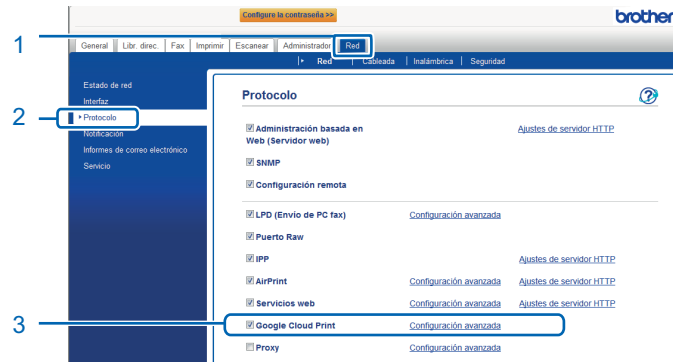 Configure la contraseña >>
brother
1
General Libr. direc. Fax Imprimir Escanear Administrador Red
Red Cableada Inalámbrica Seguridad
Estado de red
Interfaz
2
Protocolo
Notificación
Informes de correo electrónico
Servicio
Protocolo
Administración basada en
Web (Servidor web)
Ajustes de servidor HTTP
SNMP
Configuración remota
LPD (Envío de PC fax) Configuración avanzada
Puerto Raw
IPP Ajustes de servidor HTTP
AirPrint Configuración avanzada Ajustes de servidor HTTP
Servicios web Configuración avanzada Ajustes de servidor HTTP
3
Google Cloud Print Configuración avanzada
Proxy Configuración avanzada